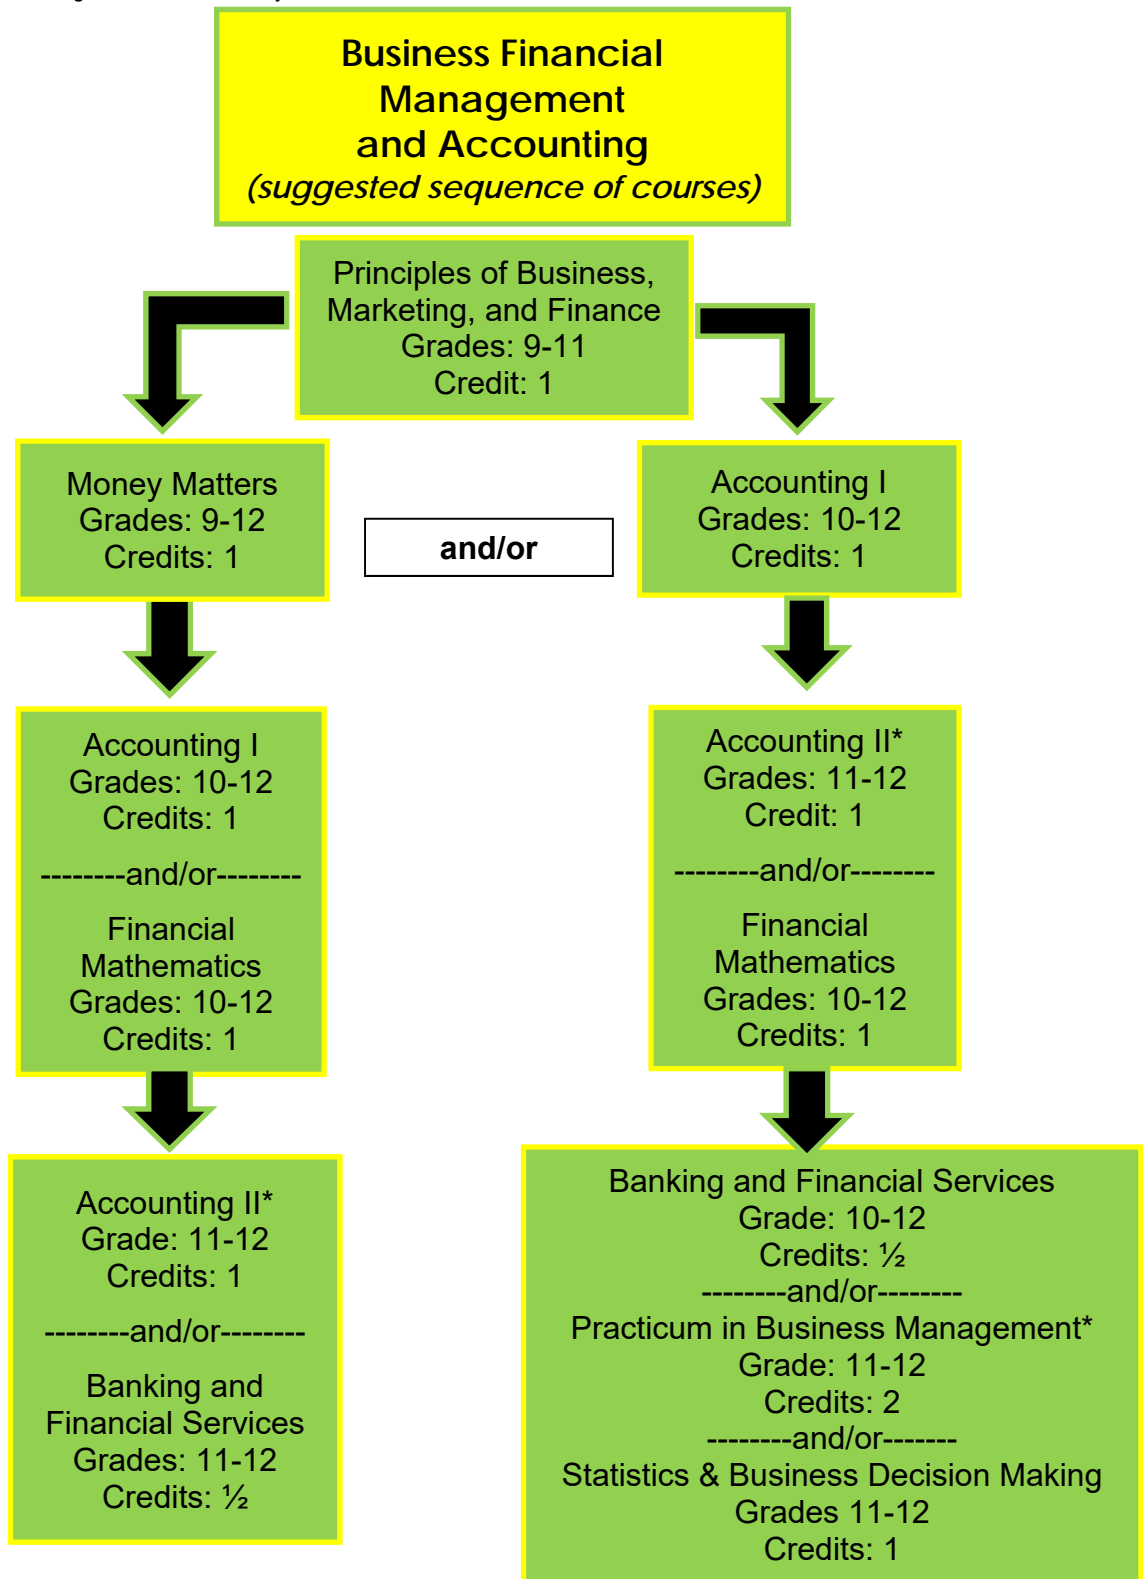 Business Financial
Management
and Accounting
(suggested sequence of courses)
Principles of Business,
Marketing, and Finance
Grades: 9-11
Credit: 1
Money Matters
Grades: 9-12
Credits: 1
and/or
Accounting I
Grades: 10-12
Credits: 1
Accounting I
Grades: 10-12
Credits: 1
--------and/or--------
Financial
Mathematics
Grades: 10-12
Credits: 1
Accounting II*
Grades: 11-12
Credit: 1
--------and/or--------
Financial
Mathematics
Grades: 10-12
Credits: 1
Accounting II*
Grade: 11-12
Credits: 1
--------and/or--------
Banking and
Financial Services
Grades: 11-12
Credits: ½
Banking and Financial Services
Grade: 10-12
Credits: ½
--------and/or--------
Practicum in Business Management*
Grade: 11-12
Credits: 2
--------and/or-------
Statistics & Business Decision Making
Grades 11-12
Credits: 1